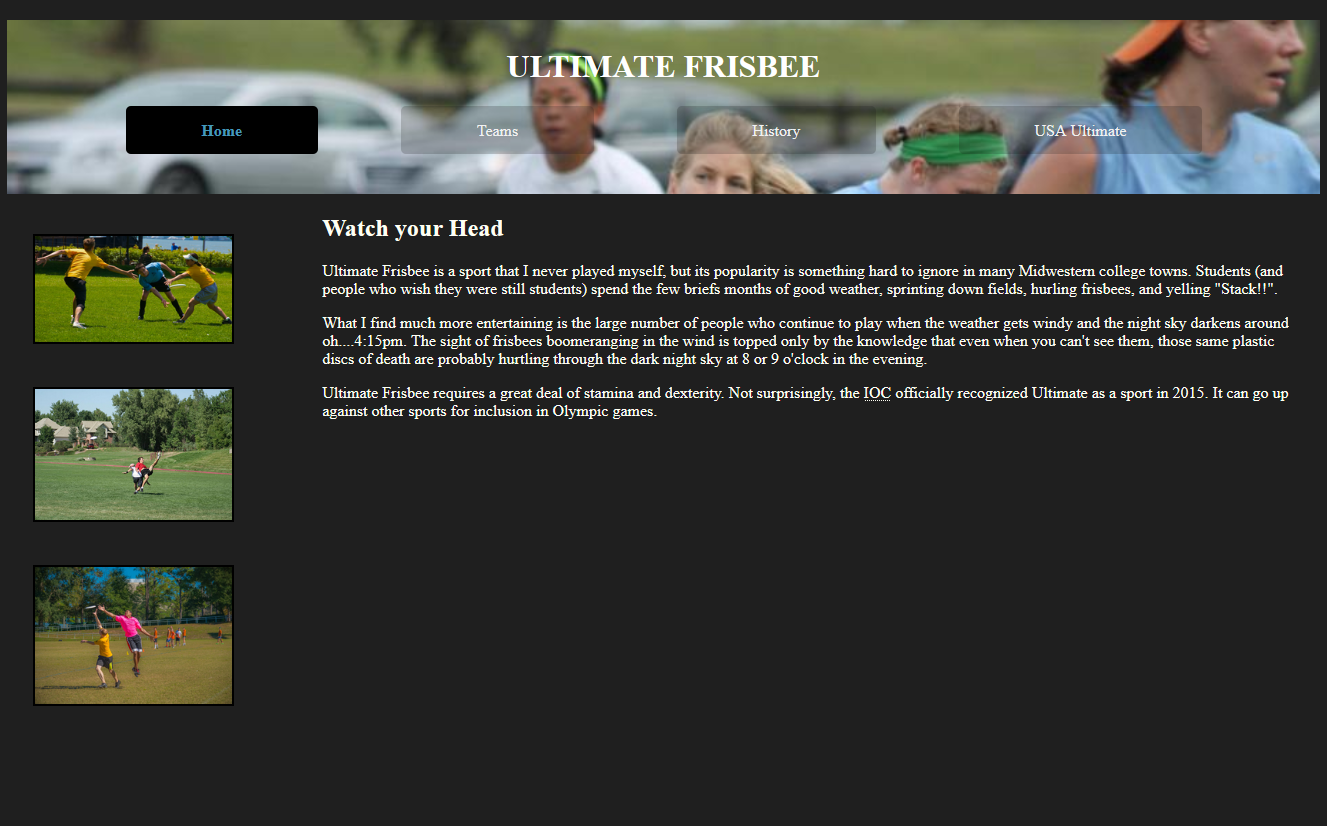 ULTIMATE FRISBEE
Home
Teams
History
USA Ultimate
Watch your Head
Ultimate Frisbee is a sport that I never played myself, but its popularity is something hard to ignore in many Midwestern college towns. Students (and
people who wish they were still students) spend the few briefs months of good weather, sprinting down fields, hurling frisbees, and yelling "Stack!!".
What I find much more entertaining is the large number of people who continue to play when the weather gets windy and the night sky darkens around
oh....4:15pm. The sight of frisbees boomeranging in the wind is topped only by the knowledge that even when you can't see them, those same plastic
discs of death are probably hurtling through the dark night sky at 8 or 9 o'clock in the evening.
Ultimate Frisbee requires a great deal of stamina and dexterity. Not surprisingly, the IOC officially recognized Ultimate as a sport in 2015. It can go up
against other sports for inclusion in Olympic games.